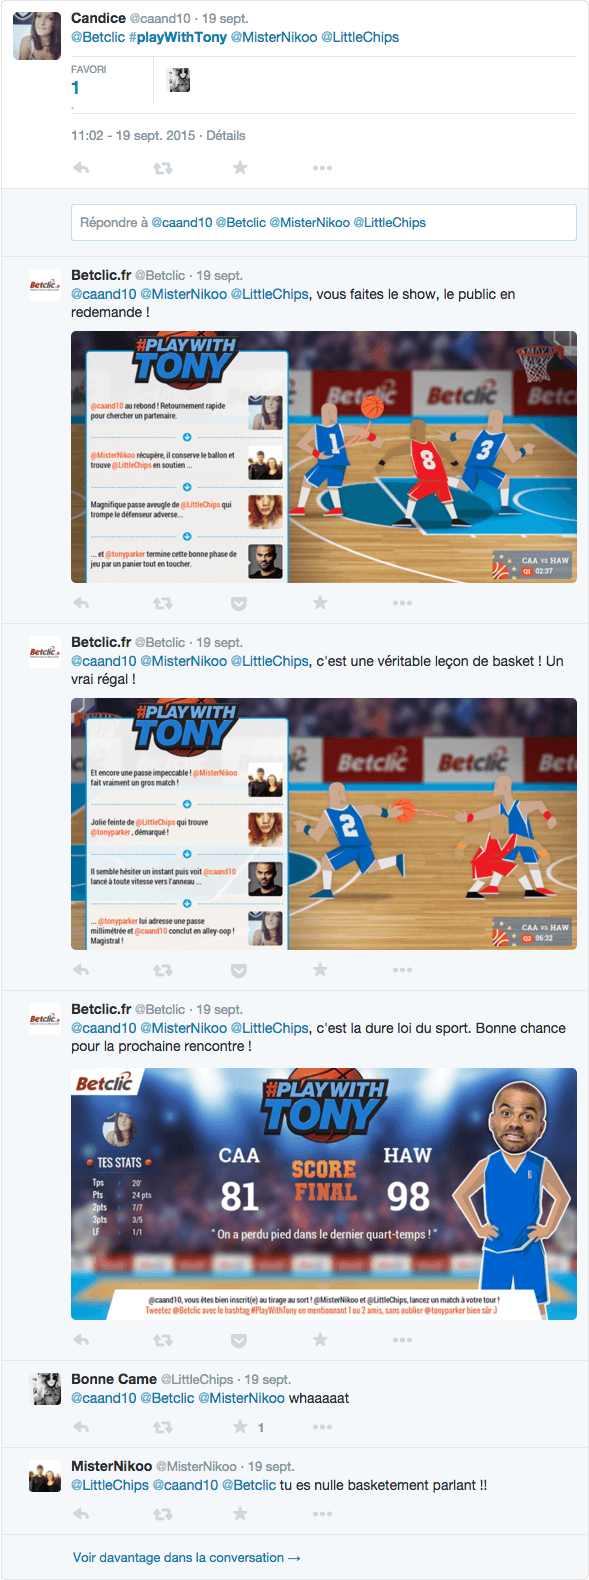 Candice @caand10 · 19 sept.
@Betclic #playWithTony @MisterNikoo @LittleChips
FAVORI
1
11:02 - 19 sept. 2015 · Détails
Répondre à @caand10 @Betclic @MisterNikoo @LittleChips
Betclic.fr @Betclic · 19 sept.
@caand10 @MisterNikoo @LittleChips, vous faites le show, le public en
redemande !
#PLAYWITH
TONY
@caand10 au rebond ! Retournement rapide
pour chercher un partenaire.
@MisterNikoo récupère, il conserve le ballon et
trouve @LittleChips en soutien ...
Magnifique passe aveugle de @LittleChips qui
trompe le défenseur adverse...
... et @tonyparker termine cette bonne phase de
jeu par un panier tout en toucher.
Betclic Betclic Bet
1 8 3
CAA vs HAW
Q1 02:37
Betclic.fr @Betclic · 19 sept.
@caand10 @MisterNikoo @LittleChips, c'est une véritable leçon de basket ! Un
vrai régal !
#PLAYWITH
TONY
Et encore une passe impeccable ! @MisterNikoo
fait vraiment un gros match !
Jolie feinte de @LittleChips qui trouve
@tonyparker , démarqué !
Il semble hésiter un instant puis voit @caand10
lancé à toute vitesse vers l'anneau ...
... @tonyparker lui adresse une passe
millimétrée et @caand10 conclut en alley-oop !
Magistral !
Betclic Betclic Bet
2
CAA vs HAW
Q2 06:32
Betclic.fr @Betclic · 19 sept.
@caand10 @MisterNikoo @LittleChips, c'est la dure loi du sport. Bonne chance
pour la prochaine rencontre !
Betclic
#PLAYWITH
TONY
TES STATS
Tps 20'
Pts 24 pts
2pts 7/7
3pts 3/5
LF 1/1
CAA
81
SCORE
FINAL
HAW
98
" On a perdu pied dans le dernier quart-temps ! "
@caand10, vous êtes bien inscrit(e) au tirage au sort ! @MisterNikoo et @LittleChips, lancez un match à votre tour !
Tweetez @Betclic avec le hashtag #PlayWithTony en mentionnant 1 ou 2 amis, sans oublier @tonyparker bien sûr ;)
Bonne Came @LittleChips · 19 sept.
@caand10 @Betclic @MisterNikoo whaaaaat
1
MisterNikoo @MisterNikoo · 19 sept.
@LittleChips @caand10 @Betclic tu es nulle basketement parlant !!
Voir davantage dans la conversation →